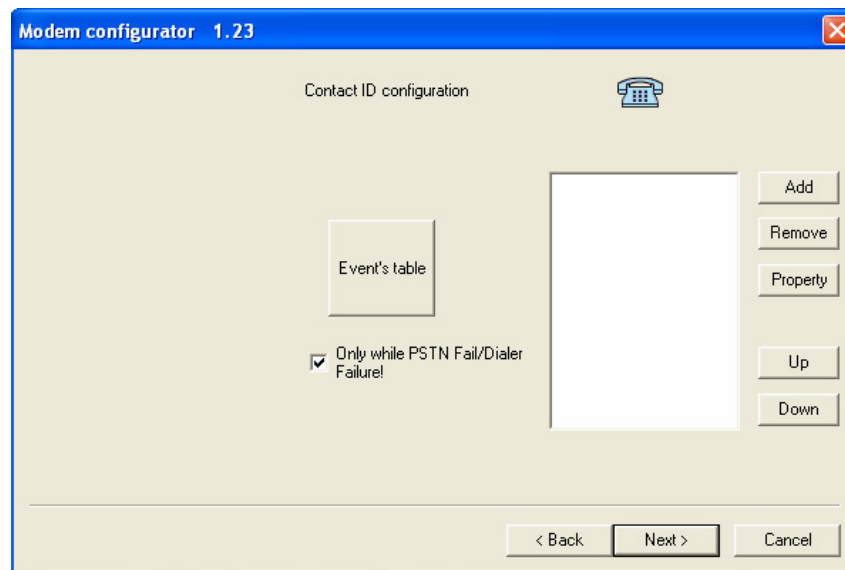 Modem configurator 1.23
Contact ID configuration
Add
Remove
Event's table
Property
Only while PSTN Fail/Dialer
Failure!
Up
Down
< Back
Next >
Cancel